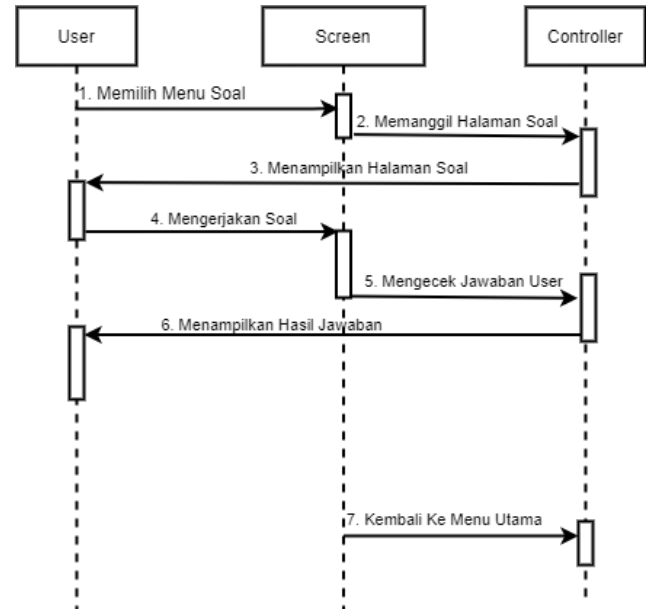 User
Screen
Controller
1. Memilih Menu Soal
2. Memanggil Halaman Soal
3. Menampilkan Halaman Soal
4. Mengerjakan Soal
5. Mengecek Jawaban User
6. Menampilkan Hasil Jawaban
7. Kembali Ke Menu Utama